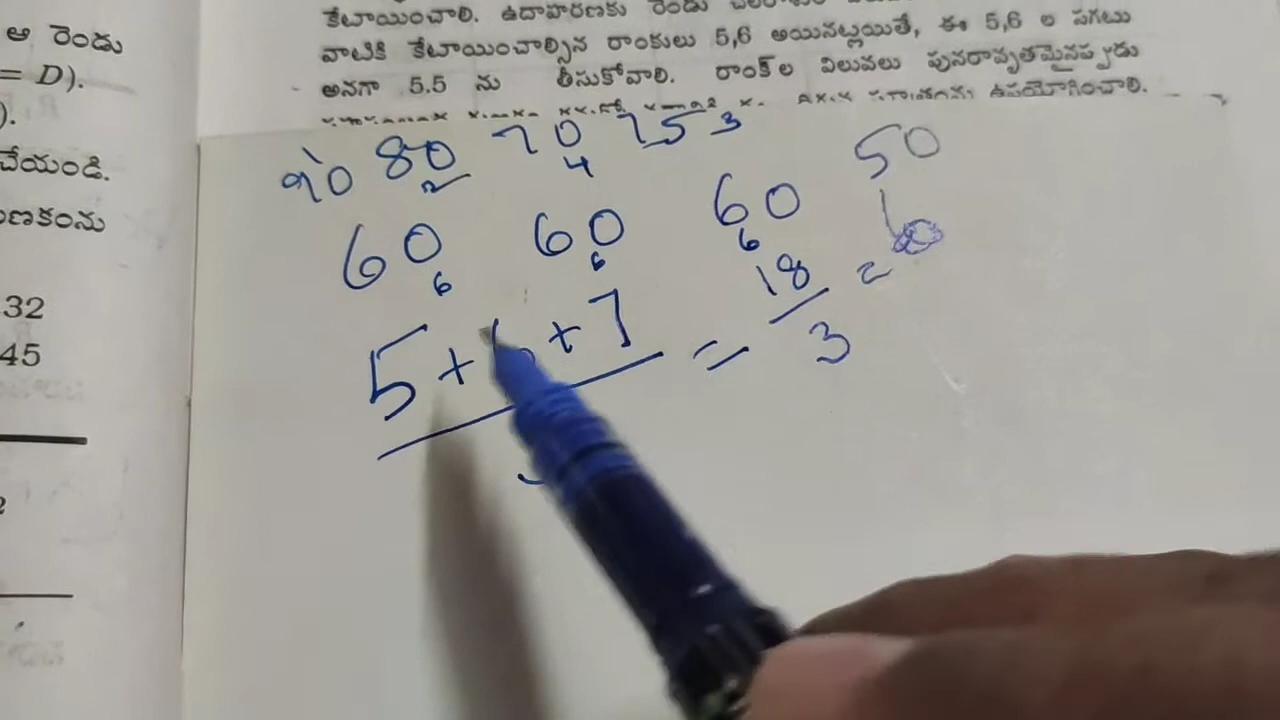 ఆ రెండు
= D).
).
చేయండి.
ణకంను
.32
45
కేటాయించాలి. ఉదాహరణకు రెండు
వాటికి కేటాయించాల్సిన రాంకులు 5,6 అయినట్లయితే, ఈ 5,6 ల సగటు
అనగా 5.5 ను తీసుకోవాలి. రాంక్‌ల విలువలు పునరావృతమైనప్పుడు
ఉపయోగించాలి.
90 80 70 75 3
2 4
60 60 60 50
6 6 6
5 + 6 + 7 = 18 =
3